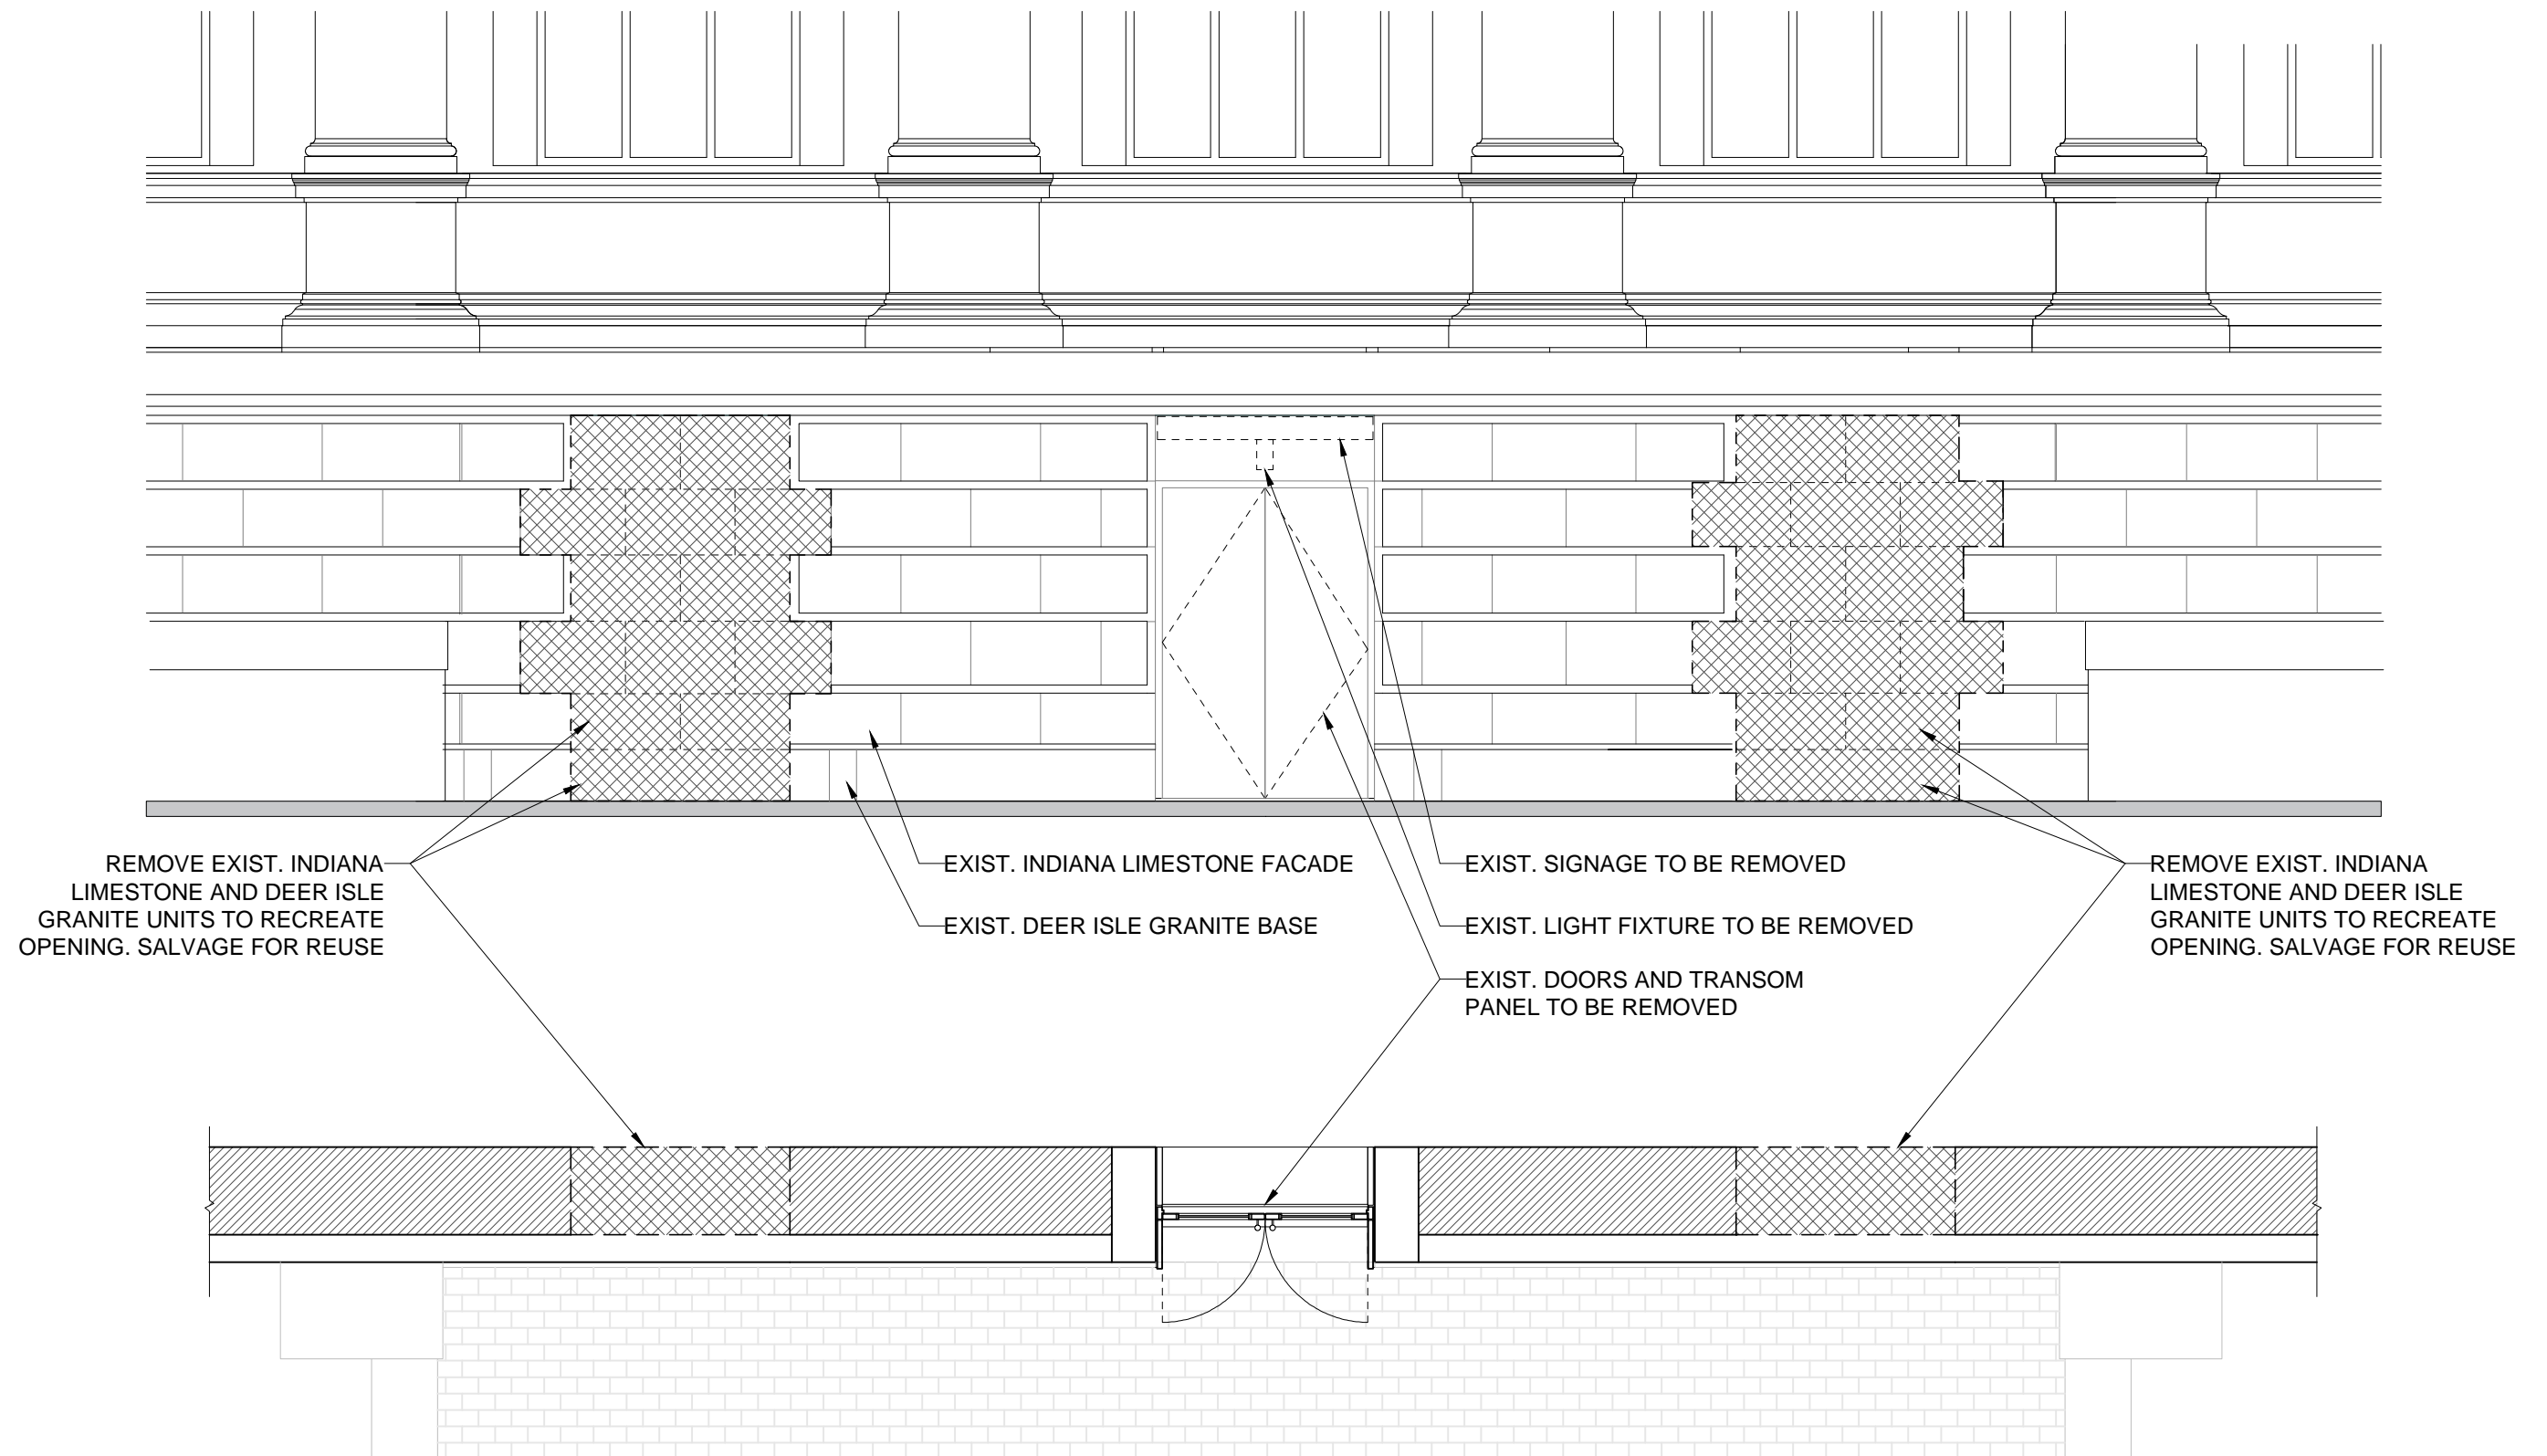 REMOVE EXIST. INDIANA
LIMESTONE AND DEER ISLE
GRANITE UNITS TO RECREATE
OPENING. SALVAGE FOR REUSE
EXIST. INDIANA LIMESTONE FACADE
EXIST. DEER ISLE GRANITE BASE
EXIST. SIGNAGE TO BE REMOVED
EXIST. LIGHT FIXTURE TO BE REMOVED
EXIST. DOORS AND TRANSOM
PANEL TO BE REMOVED
REMOVE EXIST. INDIANA
LIMESTONE AND DEER ISLE
GRANITE UNITS TO RECREATE
OPENING. SALVAGE FOR REUSE